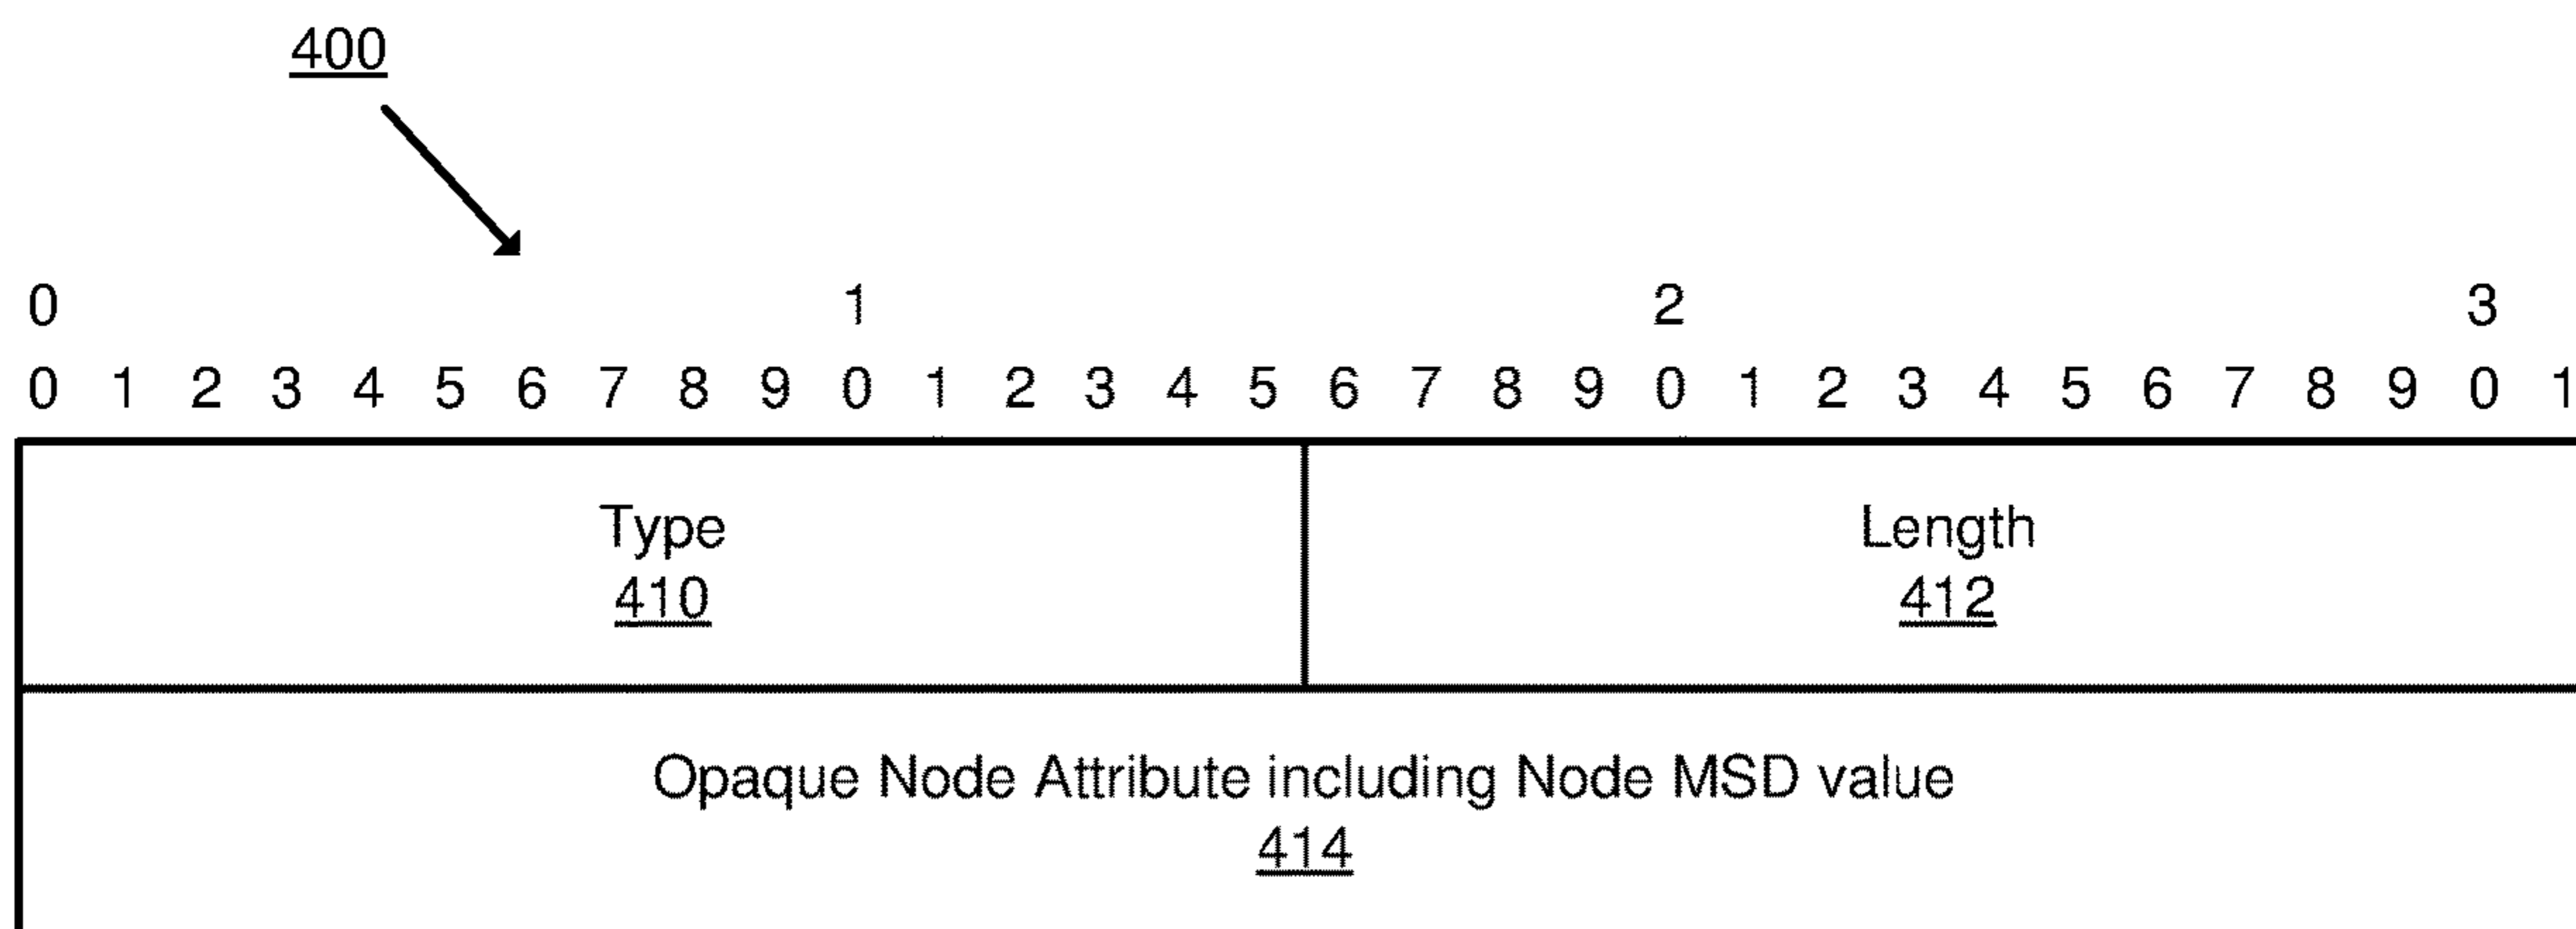 400
0 1 2 3
0 1 2 3 4 5 6 7 8 9 0 1 2 3 4 5 6 7 8 9 0 1 2 3 4 5 6 7 8 9 0 1
Type
410
Length
412
Opaque Node Attribute including Node MSD value
414